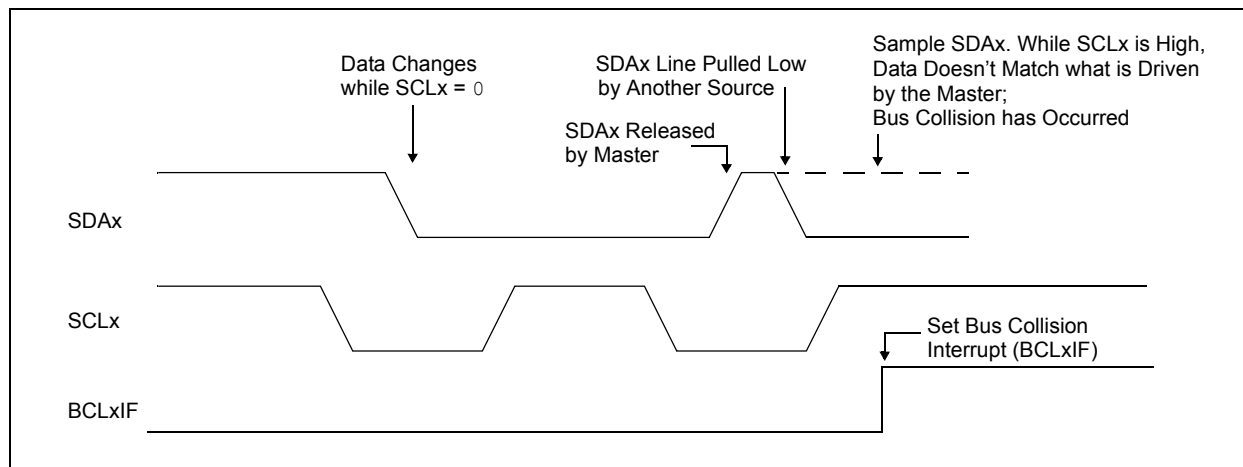 Data Changes
while SCLx = 0
SDAx Line Pulled Low
by Another Source
SDAx Released
by Master
Sample SDAx. While SCLx is High,
Data Doesn't Match what is Driven
by the Master;
Bus Collision has Occurred
SDAx
SCLx
Set Bus Collision
Interrupt (BCLxIF)
BCLxIF